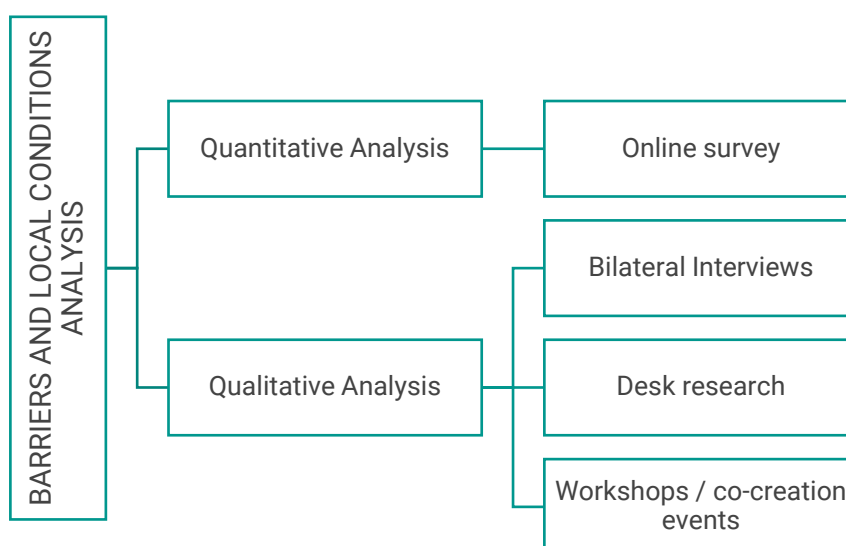 BARRIERS AND LOCAL CONDITIONS
ANALYSIS
Quantitative Analysis
Online survey
Bilateral Interviews
Qualitative Analysis
Desk research
Workshops / co-creation
events